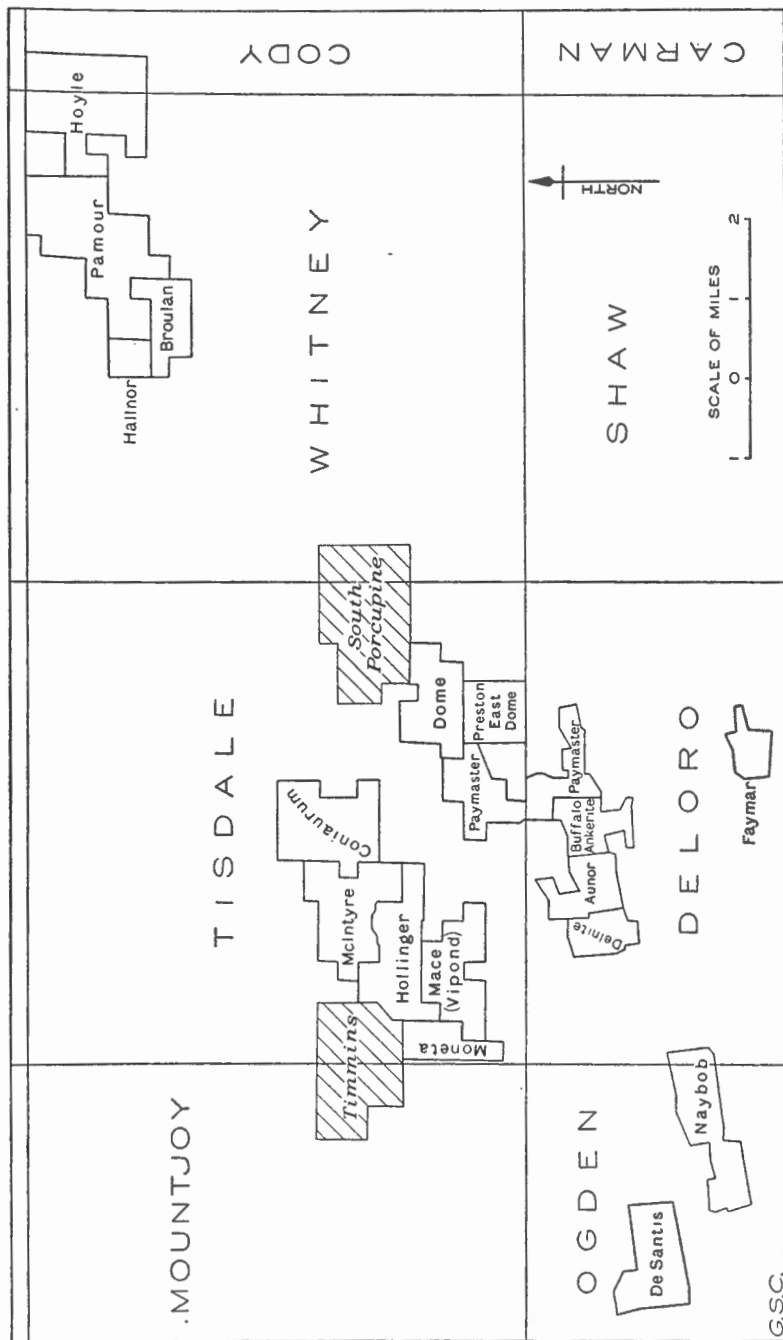 .MOUNTJOY
TISDALE
WHITNEY
CODY
Hoyle
Pamour
Hallnor
Broulan
South
Porcupine
Timmins
Coniaurum
McIntyre
Hollinger
Mace
(Vipond)
Moneta
Dome
Preston
East
Dome
Paymaster
OGDEN
DELORO
SHAW
CARMAN
Paymaster
Buffalo
Ankerite
Aunor
Delnite
Faymar
Naybob
De Santis
NORTH
SCALE OF MILES
1 0 1 2
G.S.C.